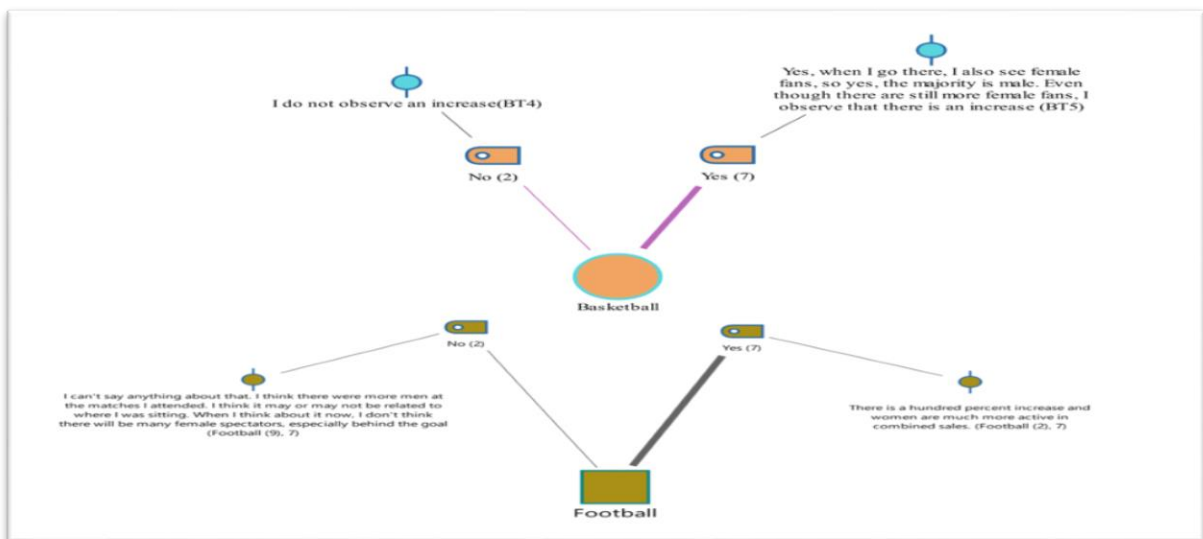 I do not observe an increase(BT4)
Yes, when I go there, I also see female
fans, so yes, the majority is male. Even
though there are still more female fans, I
observe that there is an increase (BT5)
No (2)
Yes (7)
Basketball
No (2)
Yes (7)
I can't say anything about that. I think there were more men at
the matches I attended. I think it may or may not be related to
where I was sitting. When I think about it now, I don't think
there will be many female spectators, especially behind the goal
(Football (9), 7)
There is a hundred percent increase and
women are much more active in
combined sales. (Football (2), 7)
Football